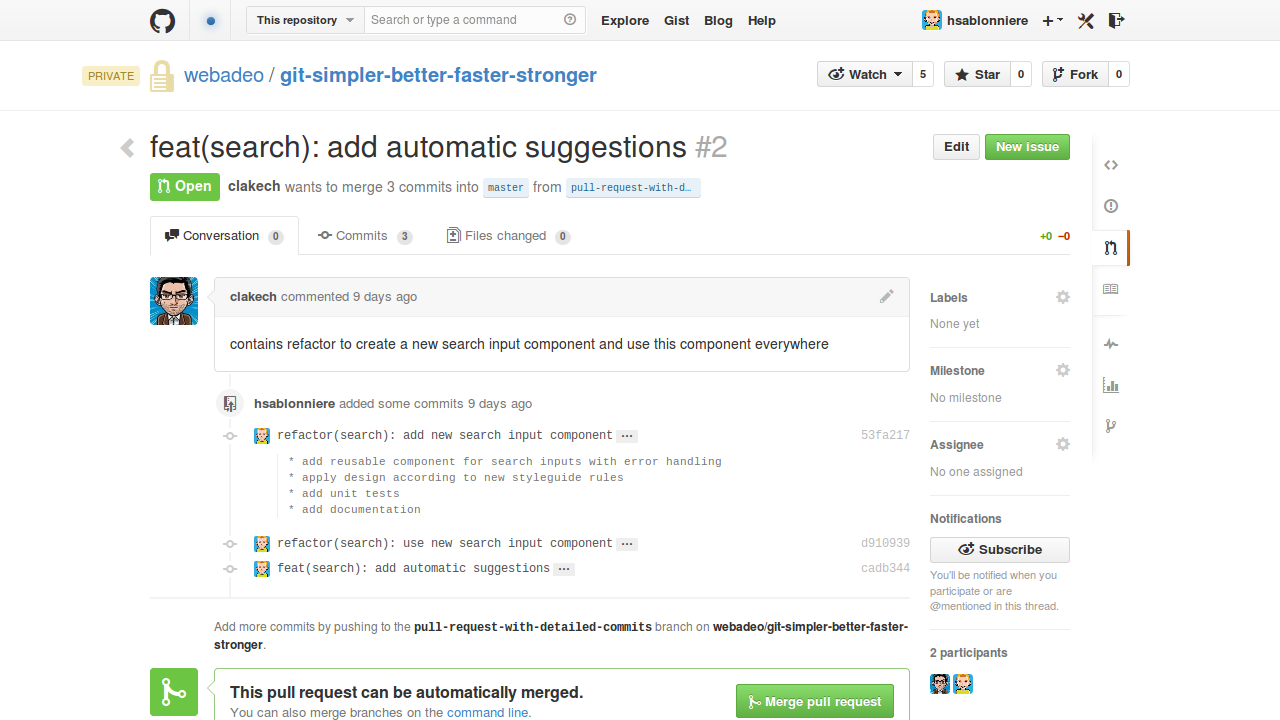 This repository Search or type a command Explore Gist Blog Help hsablonniere
PRIVATE webadeo / git-simpler-better-faster-stronger Watch 5 Star 0 Fork 0
feat(search): add automatic suggestions #2 Edit New issue
Open clakech wants to merge 3 commits into master from pull-request-with-d…
Conversation 0 Commits 3 Files changed 0 +0 −0
clakech commented 9 days ago
contains refactor to create a new search input component and use this component everywhere
hsablonniere added some commits 9 days ago
refactor(search): add new search input component … 53fa217
* add reusable component for search inputs with error handling
* apply design according to new styleguide rules
* add unit tests
* add documentation
refactor(search): use new search input component … d910939
feat(search): add automatic suggestions … cadb344
Add more commits by pushing to the pull-request-with-detailed-commits branch on webadeo/git-simpler-better-faster-
stronger.
This pull request can be automatically merged.
You can also merge branches on the command line.
Merge pull request
Labels
None yet
Milestone
No milestone
Assignee
No one assigned
Notifications
Subscribe
You'll be notified when you
participate or are
@mentioned in this thread.
2 participants